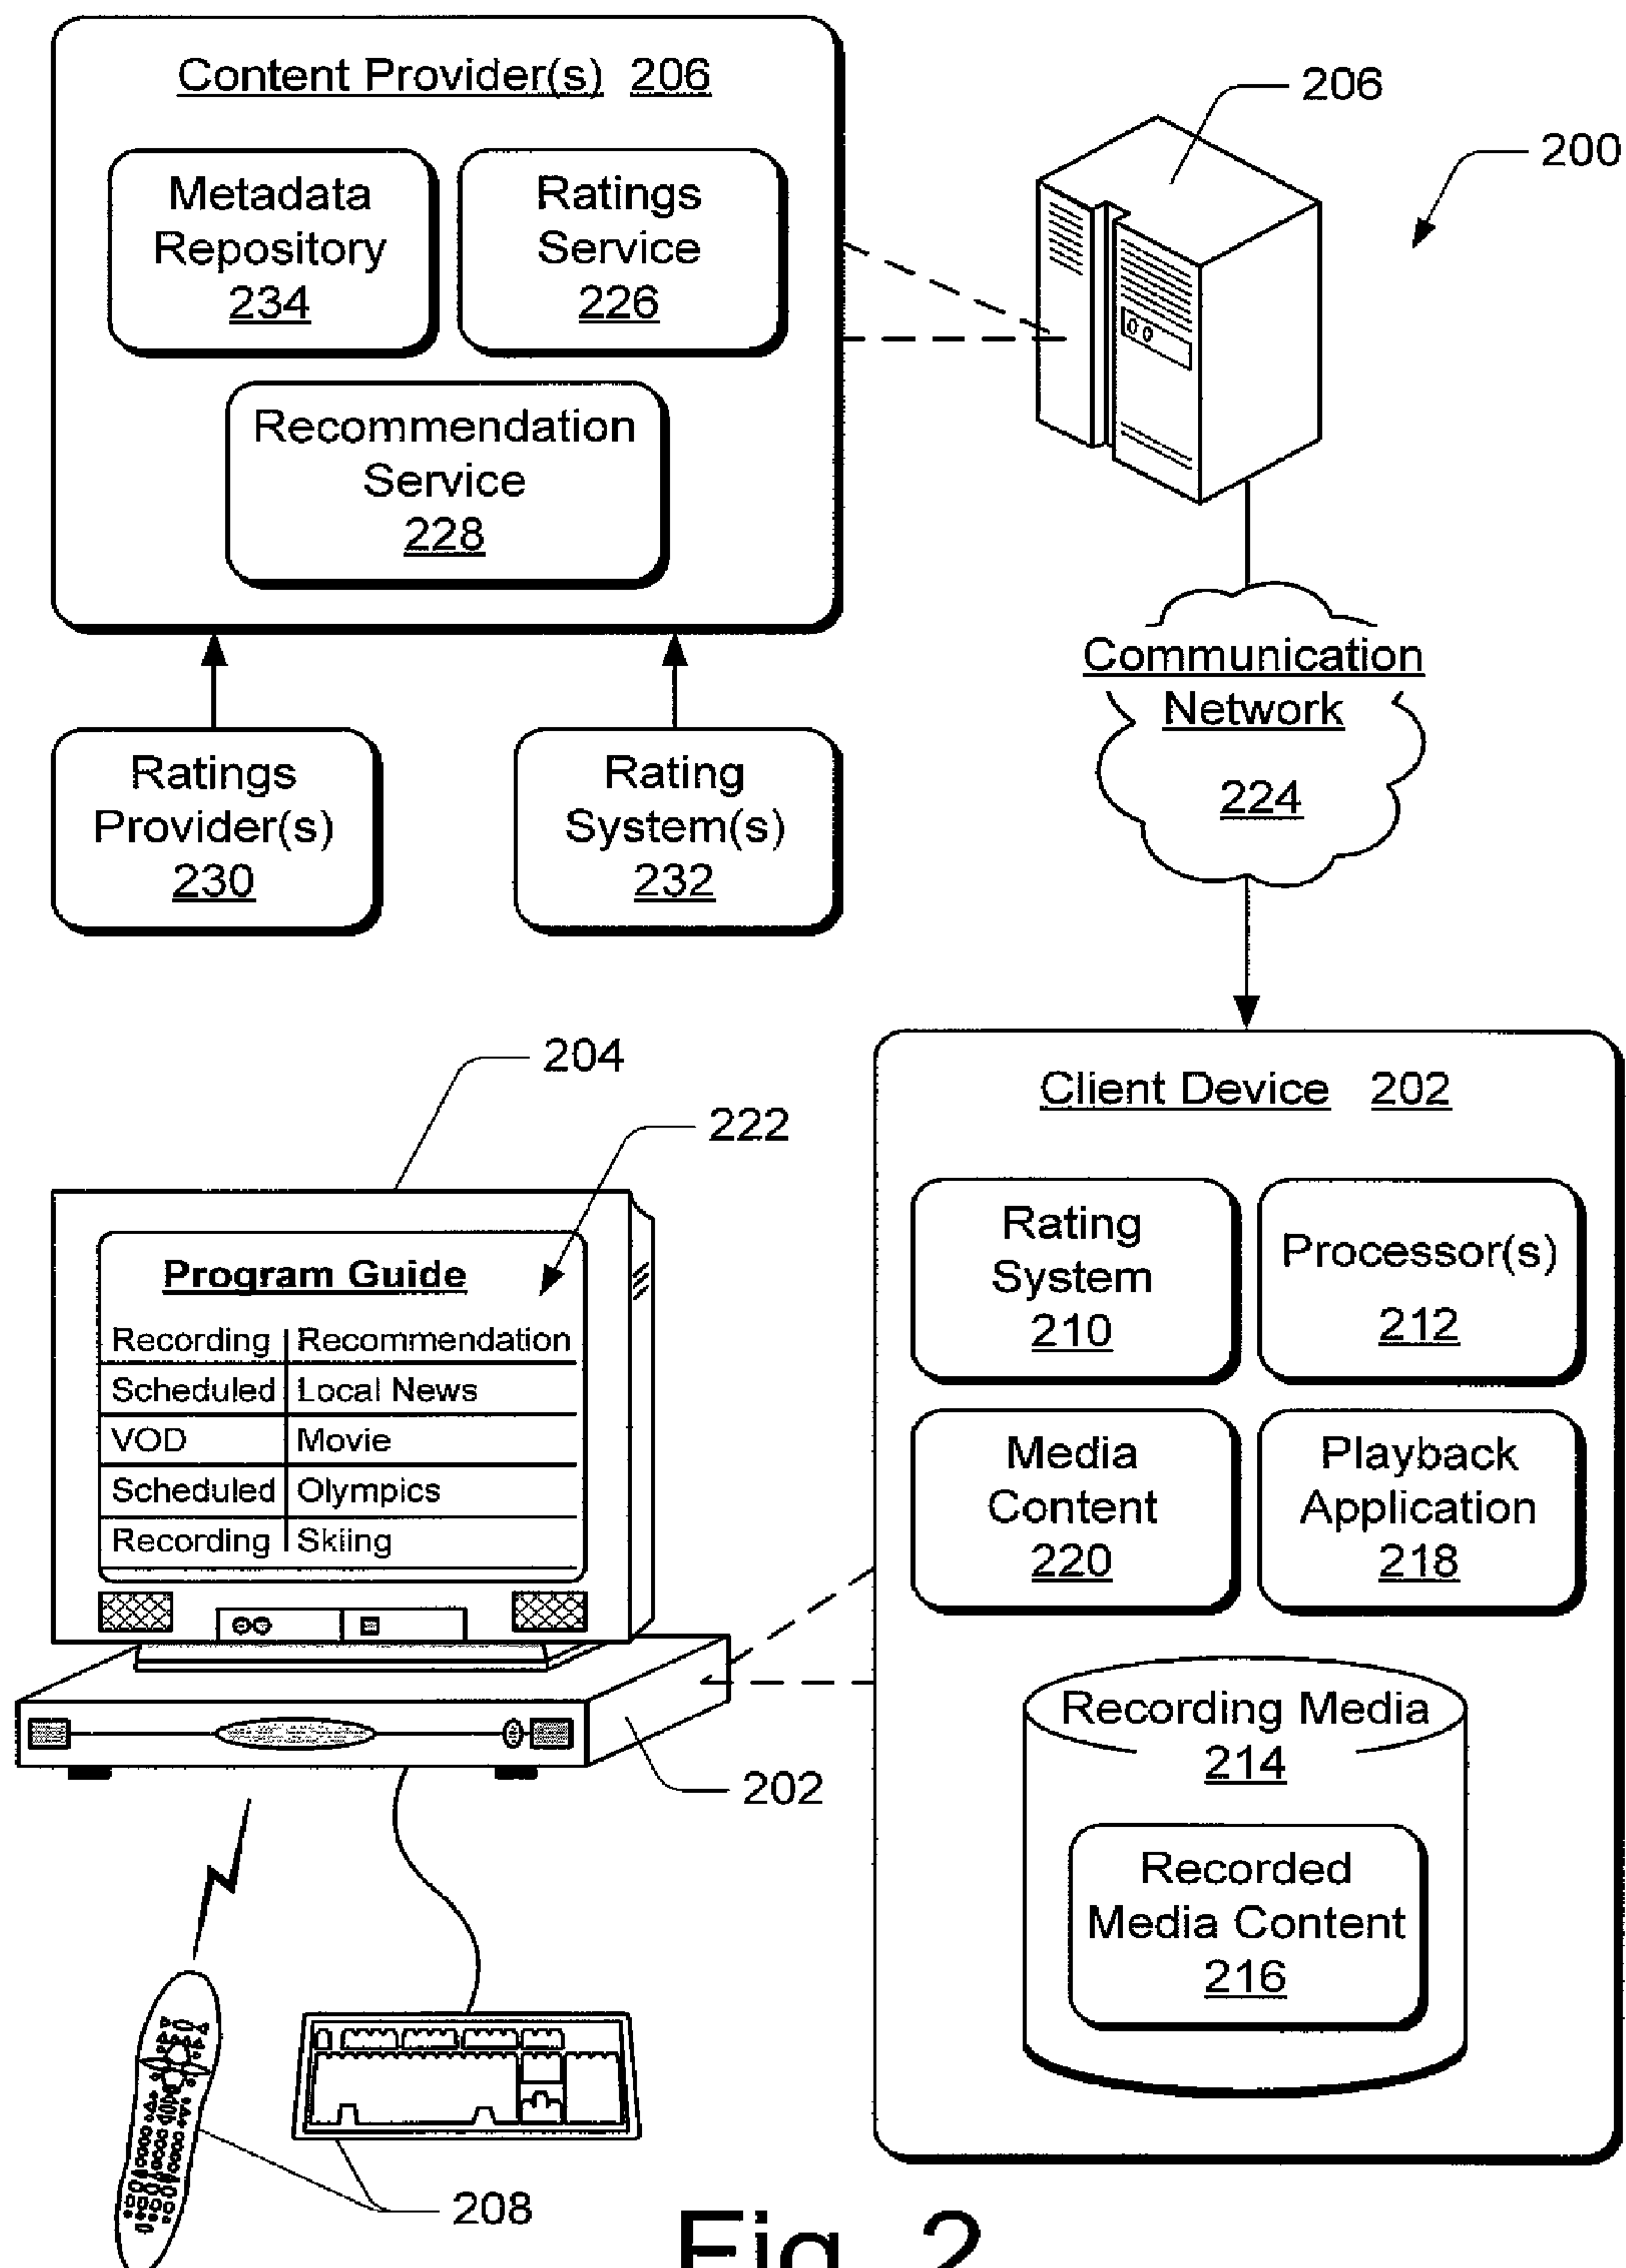 Content Provider(s) 206
Metadata
Repository
234
Ratings
Service
226
Recommendation
Service
228
206
200
Ratings
Provider(s)
230
Rating
System(s)
232
Communication
Network
224
204
222
Program Guide
Recording Recommendation
Scheduled Local News
VOD Movie
Scheduled Olympics
Recording Skiing
202
208
Client Device 202
Rating
System
210
Processor(s)
212
Media
Content
220
Playback
Application
218
Recording Media
214
Recorded
Media Content
216
Fig. 2